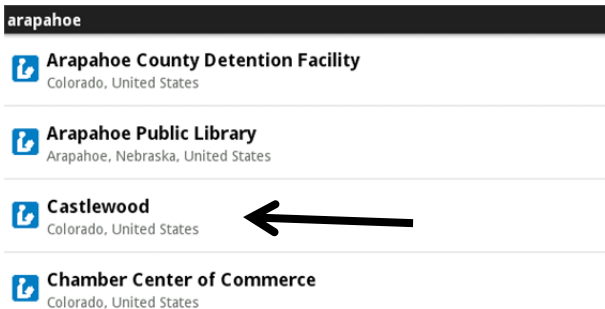 arapahoe
Arapahoe County Detention Facility
Colorado, United States
Arapahoe Public Library
Arapahoe, Nebraska, United States
Castlewood
Colorado, United States
Chamber Center of Commerce
Colorado, United States